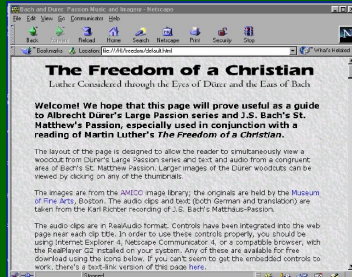 Bach and Dürer: Passion Music and Imagery - Netscape
File Edit View Go Communicator Help
Back Forward Reload Home Search Netscape Print Security Stop
Bookmarks Location: file:///H|/freedom/default.html What's Related
The Freedom of a Christian
Luther Considered through the Eyes of Dürer and the Ears of Bach
Welcome! We hope that this page will prove useful as a guide
to Albrecht Dürer's Large Passion series and J.S. Bach's St.
Matthew's Passion, especially used in conjunction with a
reading of Martin Luther's The Freedom of a Christian.
The layout of the page is designed to allow the reader to simultaneously view a
woodcut from Dürer's Large Passion series and text and audio from a congruent
area of Bach's St. Matthew Passion. Larger images of the Dürer woodcuts can be
viewed by clicking on any of the thumbnails.
The images are from the AMICO image library; the originals are held by the Museum
of Fine Arts, Boston. The audio clips and text (both German and translation) are
taken from the Karl Richter recording of J.S. Bach's Matthäus-Passion.
The audio clips are in RealAudio format. Controls have been integrated into the web
page near each clip title. In order to use these controls properly, you should be
using Internet Explorer 4, Netscape Communicator 4, or a compatible browser, with
the RealPlayer G2 installed on your system. Any of these are available for free
download using the icons below. If you can't seem to get the embedded controls to
work, there's a text-link version of this page here.